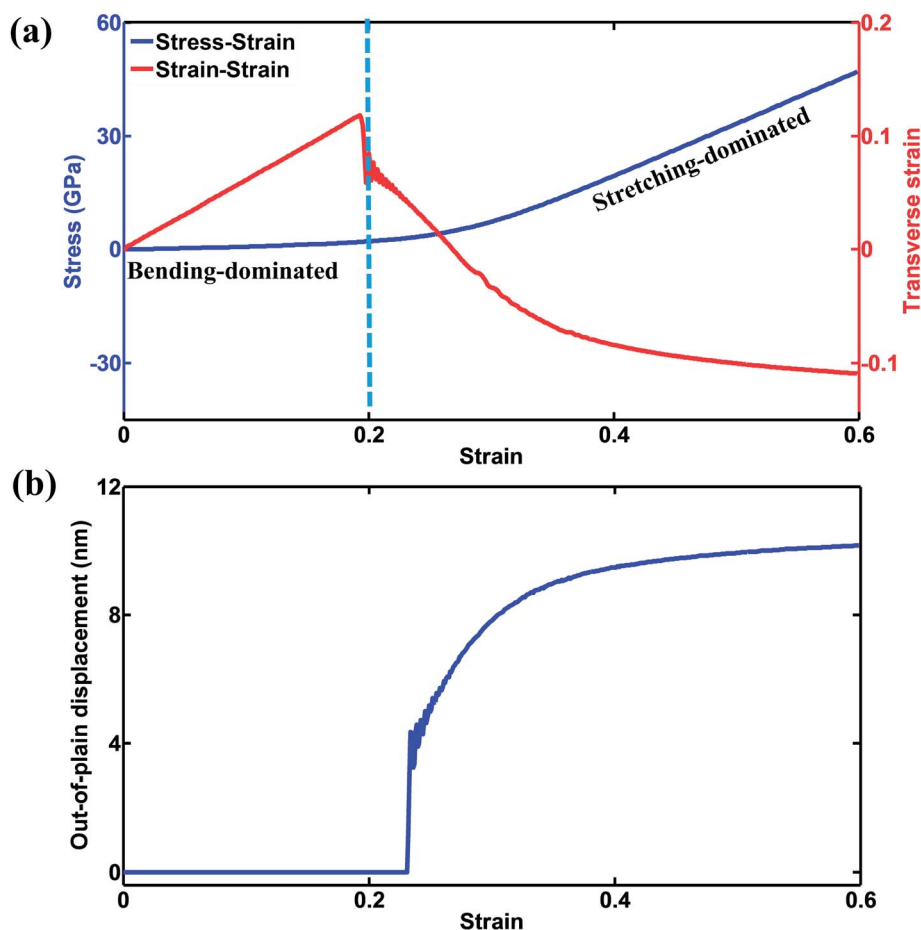 (a)
60
30
0
-30
Stress (GPa)
Stress-Strain
Strain-Strain
Bending-dominated
Stretching-dominated
0.2
0.1
0
-0.1
Transverse strain
0
0.2
0.4
0.6
Strain
(b)
12
8
4
0
Out-of-plain displacement (nm)
0
0.2
0.4
0.6
Strain